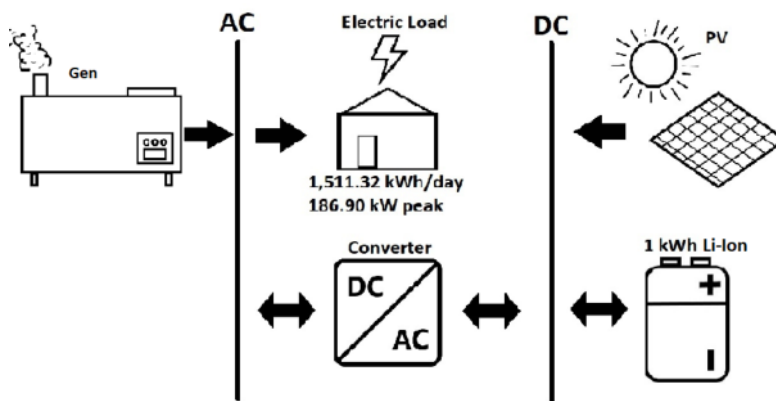 AC
Electric Load
DC
PV
Gen
1,511.32 kWh/day
186.90 kW peak
Converter
1 kWh Li-Ion
DC
AC